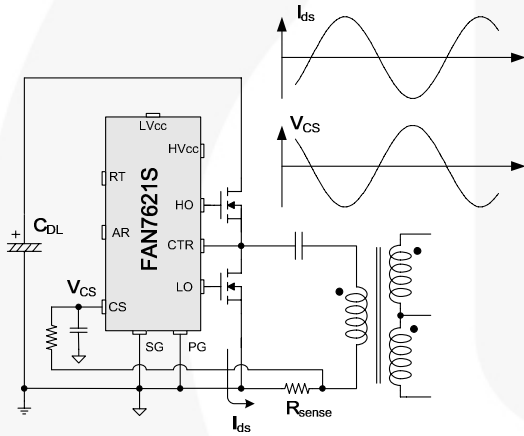 Ids
VCS
LVcc
HVcc
RT
HO
AR
CTR
LO
CS
SG
PG
FAN7621S
+
CDL
VCS
Ids
Rsense